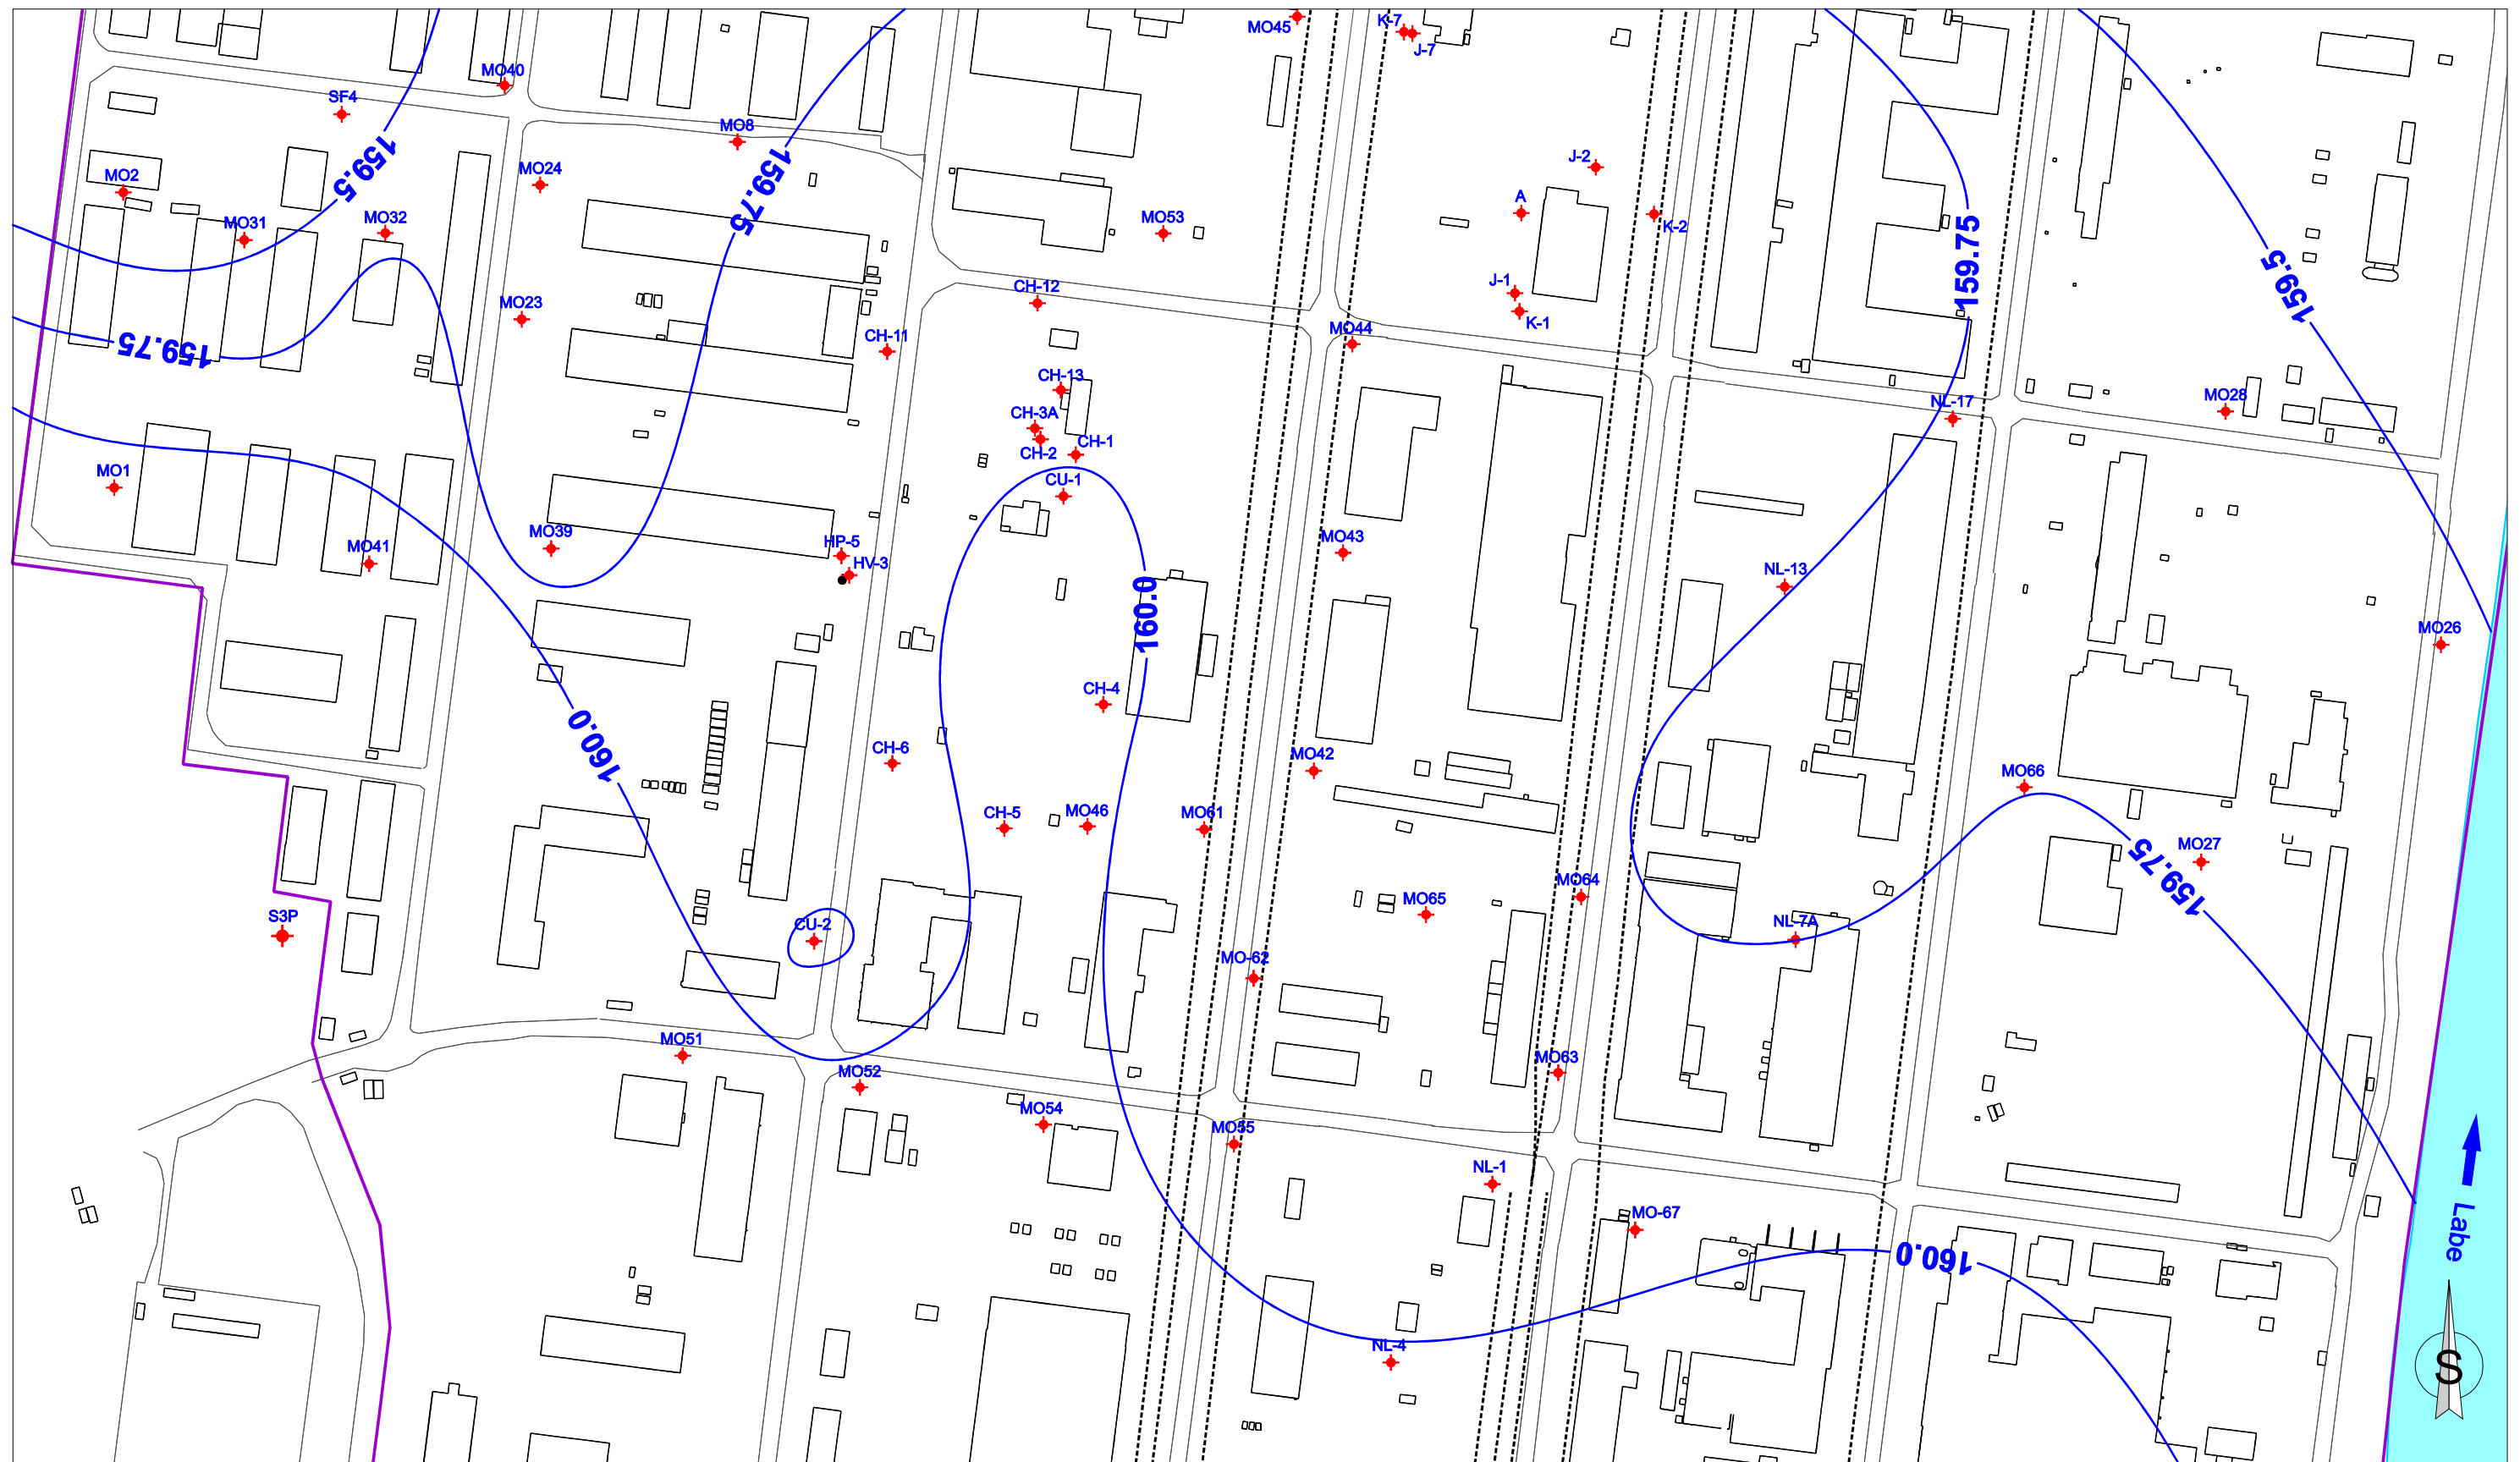 MO45
K-7
J-7
MO40
SF4
MO8
159.5
159.75
MO24
J-2
MO2
A
MO31
MO32
MO53
K-2
159.75
159.5
J-1
CH-12
MO23
K-1
MO44
159.75
CH-11
CH-13
NL-17
MO28
CH-3A
CH-1
CH-2
MO1
CU-1
MO39
MO43
HP-5
MO41
HV-3
NL-13
160.0
MO26
CH-4
160.0
CH-6
MO42
MO66
CH-5
MO46
MO61
MO27
159.75
MO64
MO65
S3P
CU-2
NL-7A
MO-62
MO51
MO63
MO52
MO54
MO55
NL-1
MO-67
Labe
160.0
NL-4
S